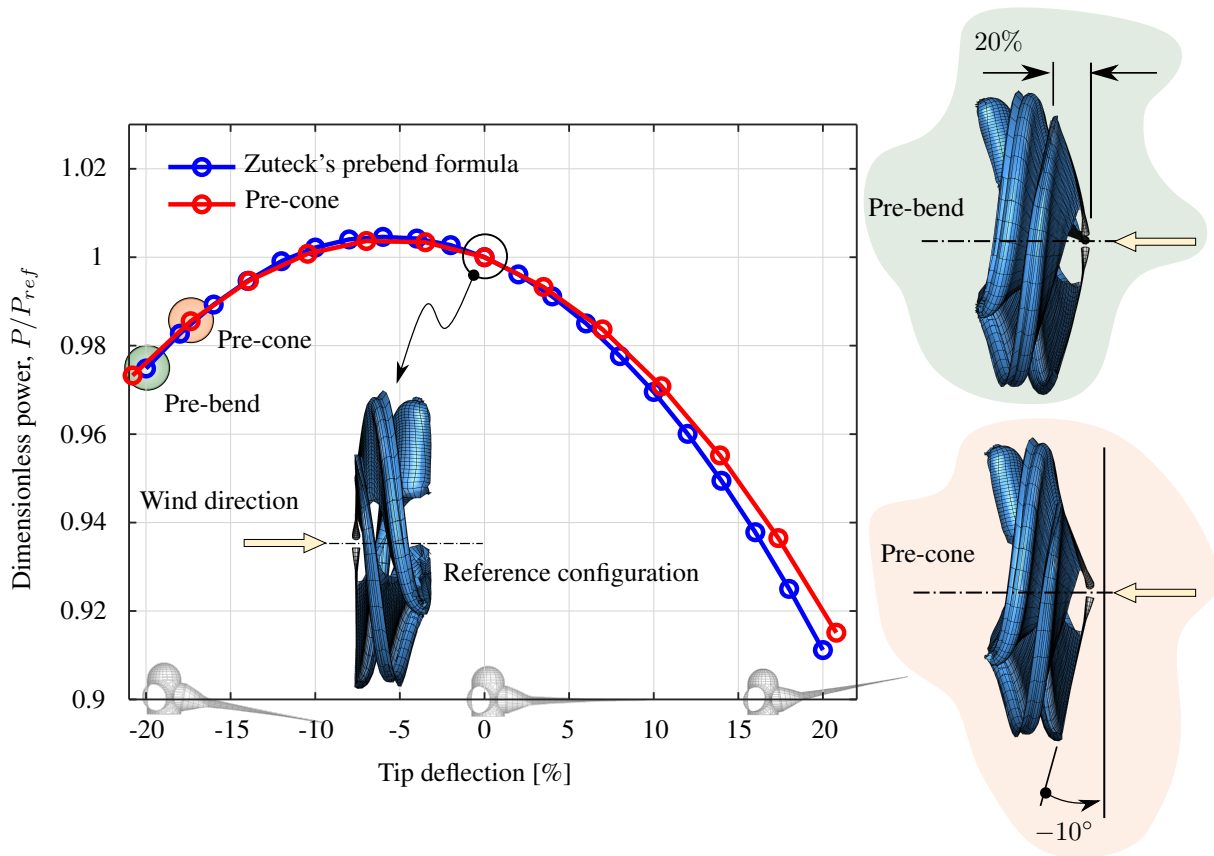 20%
Pre-bend
Dimensionless power, P/P_ref
1.02
1
0.98
0.96
0.94
0.92
0.9
Zuteck's prebend formula
Pre-cone
Pre-cone
Pre-bend
Wind direction
Reference configuration
-20
-15
-10
-5
0
5
10
15
20
Tip deflection [%]
Pre-cone
−10°